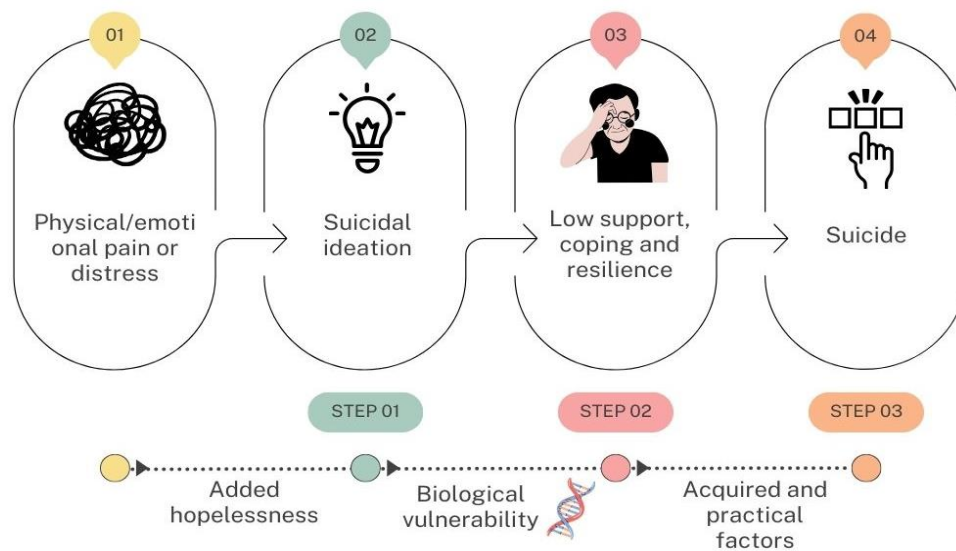 01
02
03
04
Physical/emoti
onal pain or
distress
Suicidal
ideation
Low support,
coping and
resilience
Suicide
STEP 01
STEP 02
STEP 03
Added
hopelessness
Biological
vulnerability
Acquired and
practical
factors